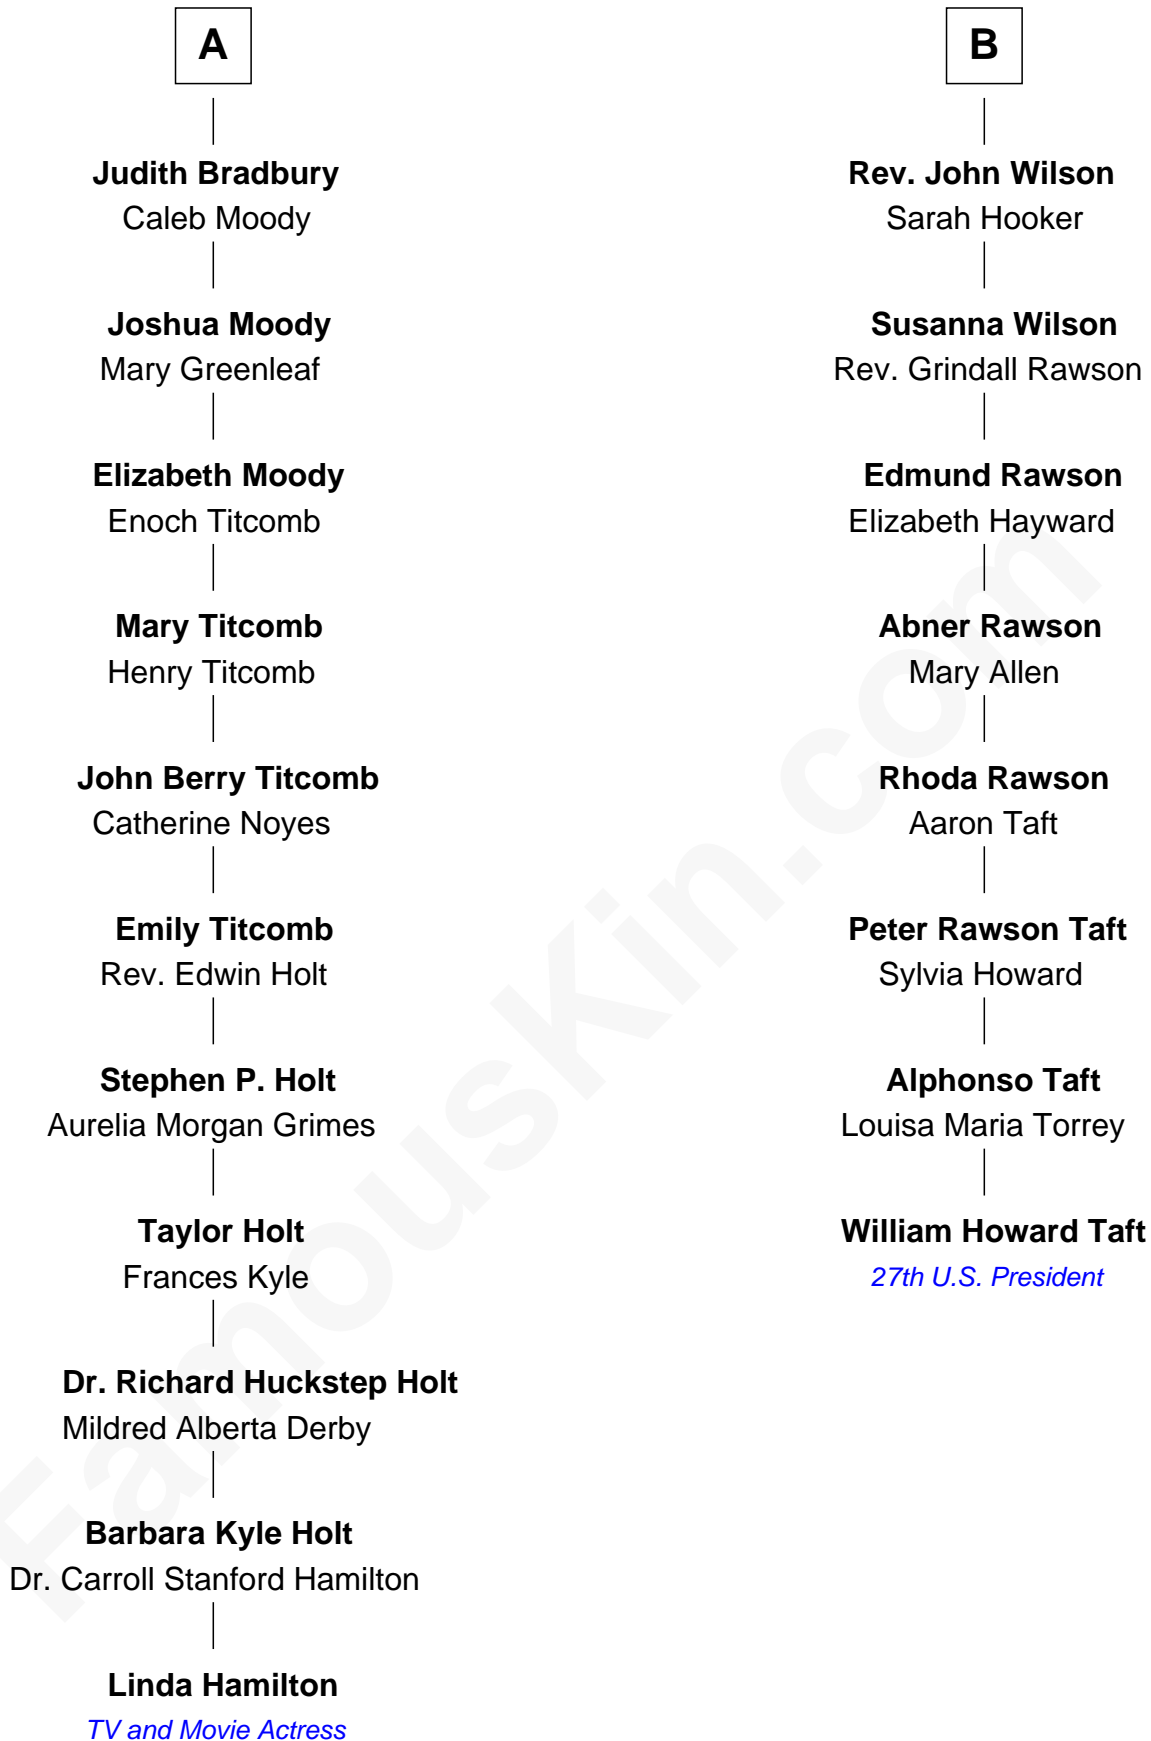 A
Judith Bradbury
Caleb Moody
Joshua Moody
Mary Greenleaf
Elizabeth Moody
Enoch Titcomb
Mary Titcomb
Henry Titcomb
John Berry Titcomb
Catherine Noyes
Emily Titcomb
Rev. Edwin Holt
Stephen P. Holt
Aurelia Morgan Grimes
Taylor Holt
Frances Kyle
Dr. Richard Huckstep Holt
Mildred Alberta Derby
Barbara Kyle Holt
Dr. Carroll Stanford Hamilton
Linda Hamilton
TV and Movie Actress
B
Rev. John Wilson
Sarah Hooker
Susanna Wilson
Rev. Grindall Rawson
Edmund Rawson
Elizabeth Hayward
Abner Rawson
Mary Allen
Rhoda Rawson
Aaron Taft
Peter Rawson Taft
Sylvia Howard
Alphonso Taft
Louisa Maria Torrey
William Howard Taft
27th U.S. President
FamousKin.com